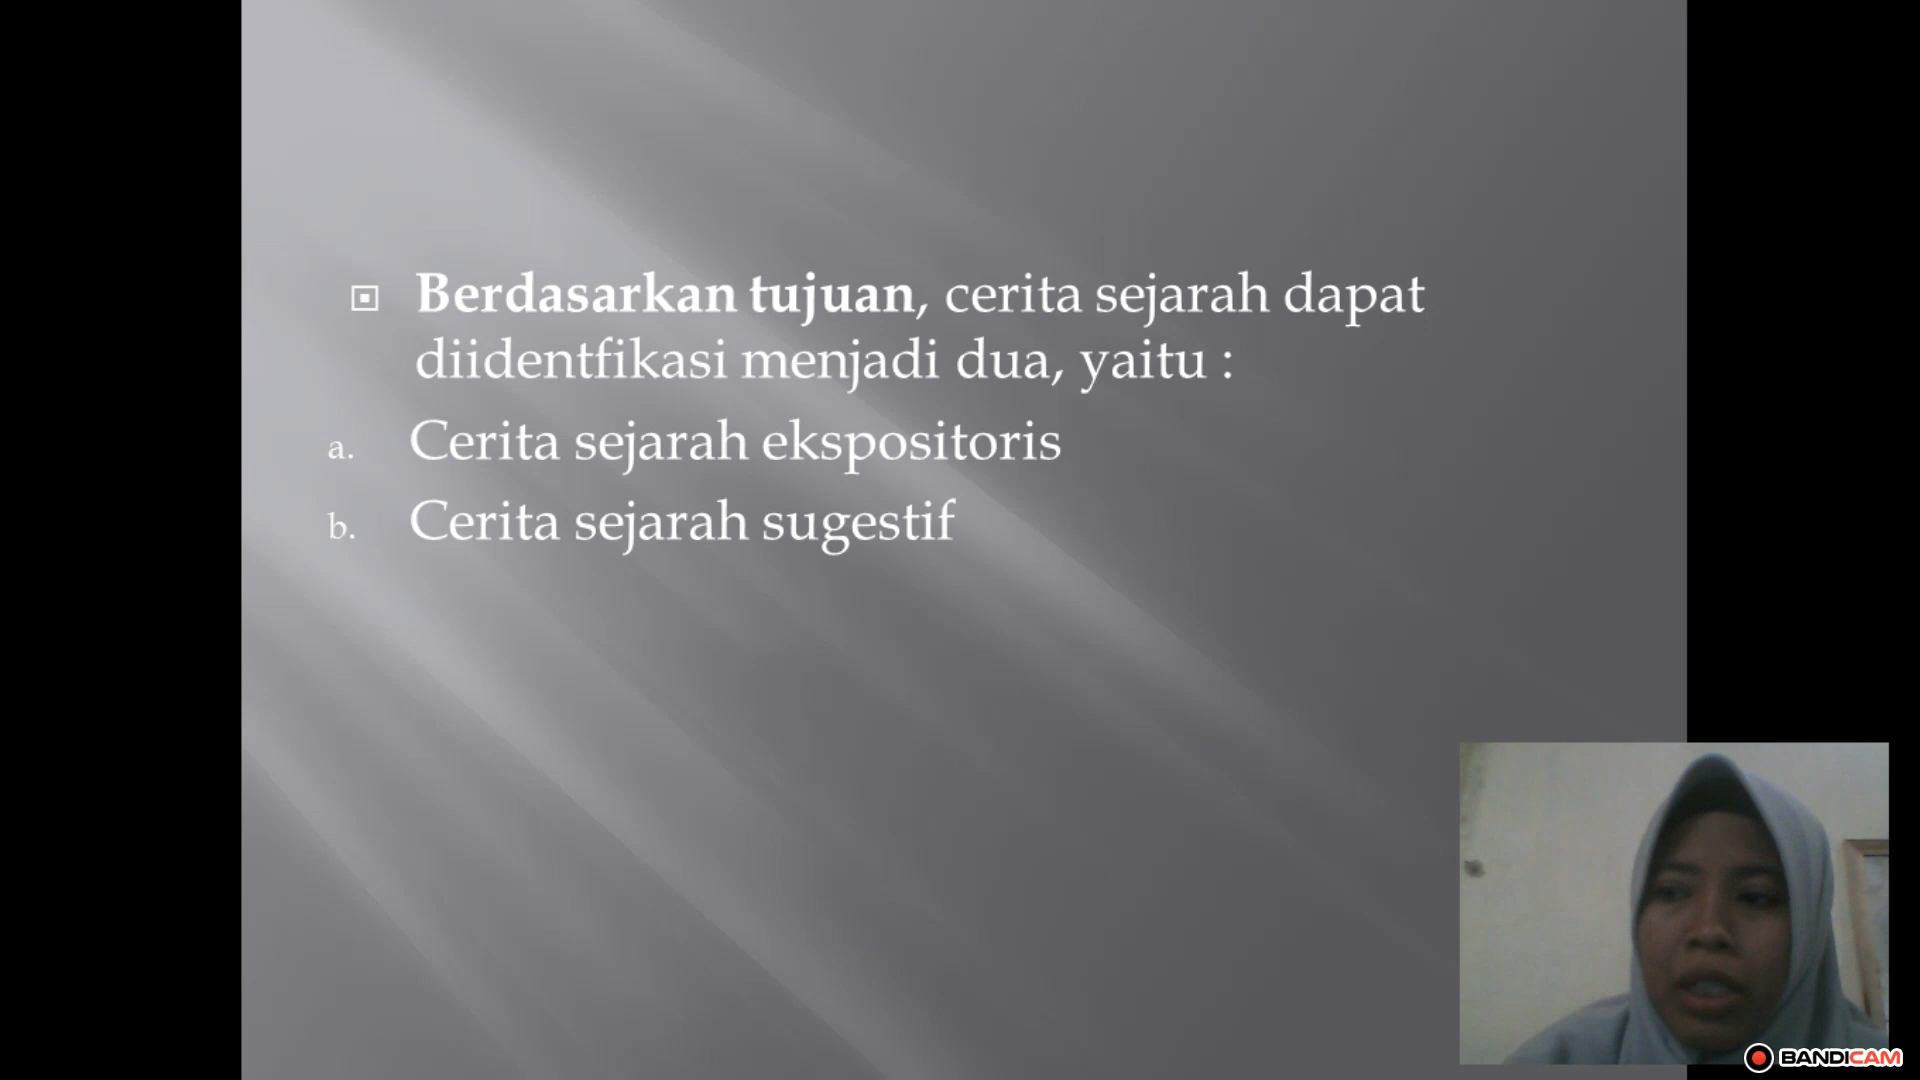 Berdasarkan tujuan, cerita sejarah dapat
diidentfikasi menjadi dua, yaitu :
a. Cerita sejarah ekspositoris
b. Cerita sejarah sugestif
BANDICAM